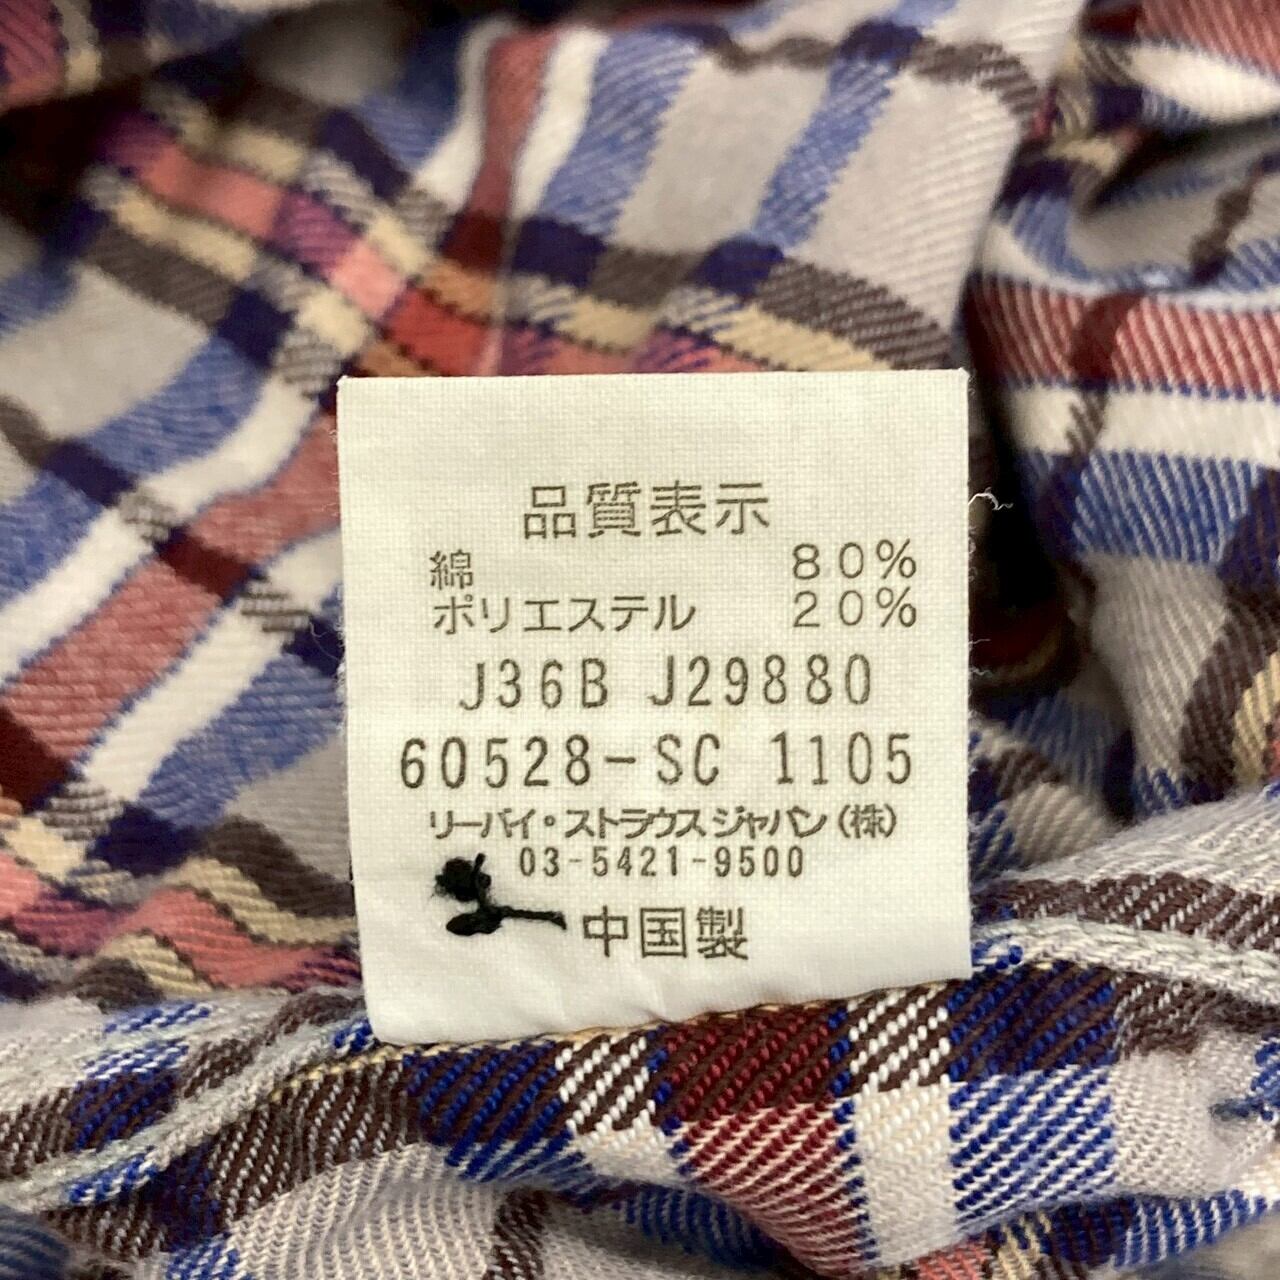 品質表示
綿 80%
ポリエステル 20%
J36B J29880
60528-SC 1105
リーバイ・ストラウス ジャパン(株)
03-5421-9500
中国製